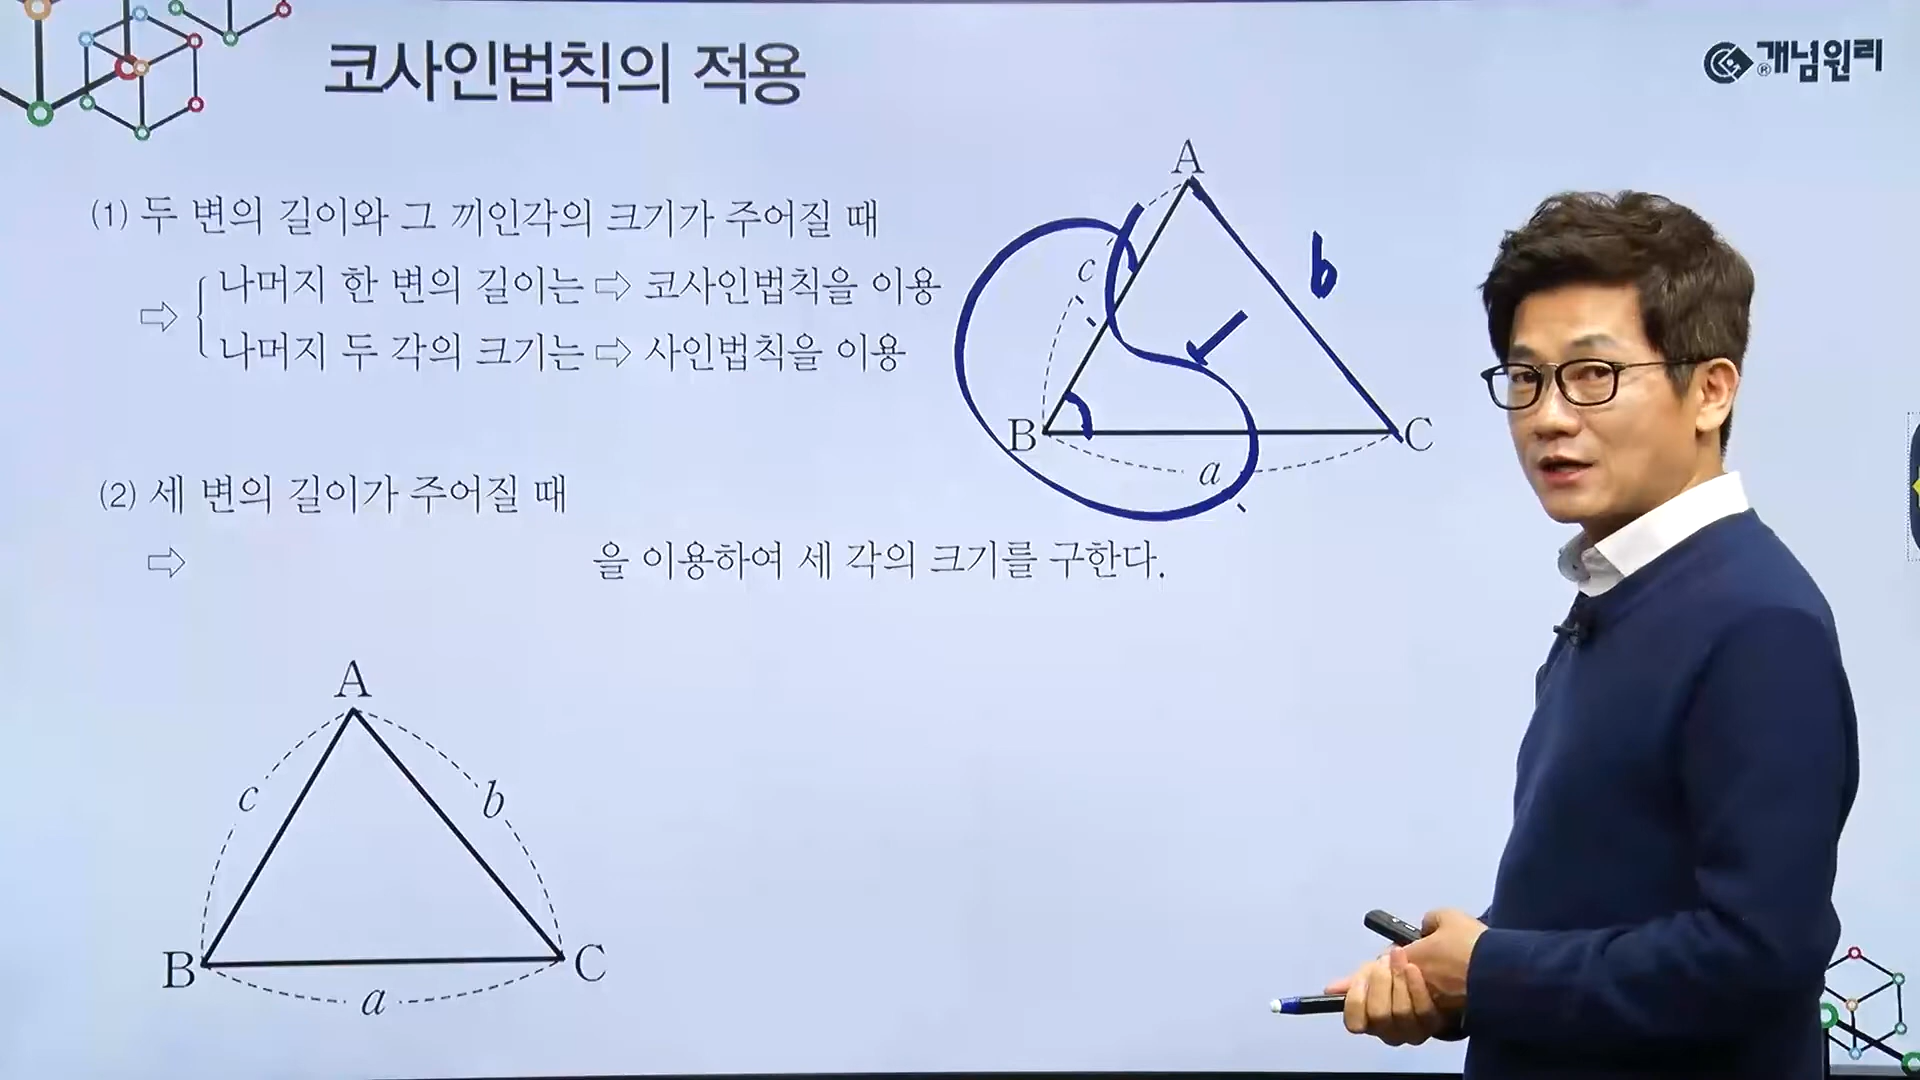 코사인법칙의 적용
개념원리
®
(1) 두 변의 길이와 그 끼인각의 크기가 주어질 때
⇨ { 나머지 한 변의 길이는 ⇨ 코사인법칙을 이용
나머지 두 각의 크기는 ⇨ 사인법칙을 이용
A
c
b
B
C
a
(2) 세 변의 길이가 주어질 때
⇨ 을 이용하여 세 각의 크기를 구한다.
A
c
b
B
C
a